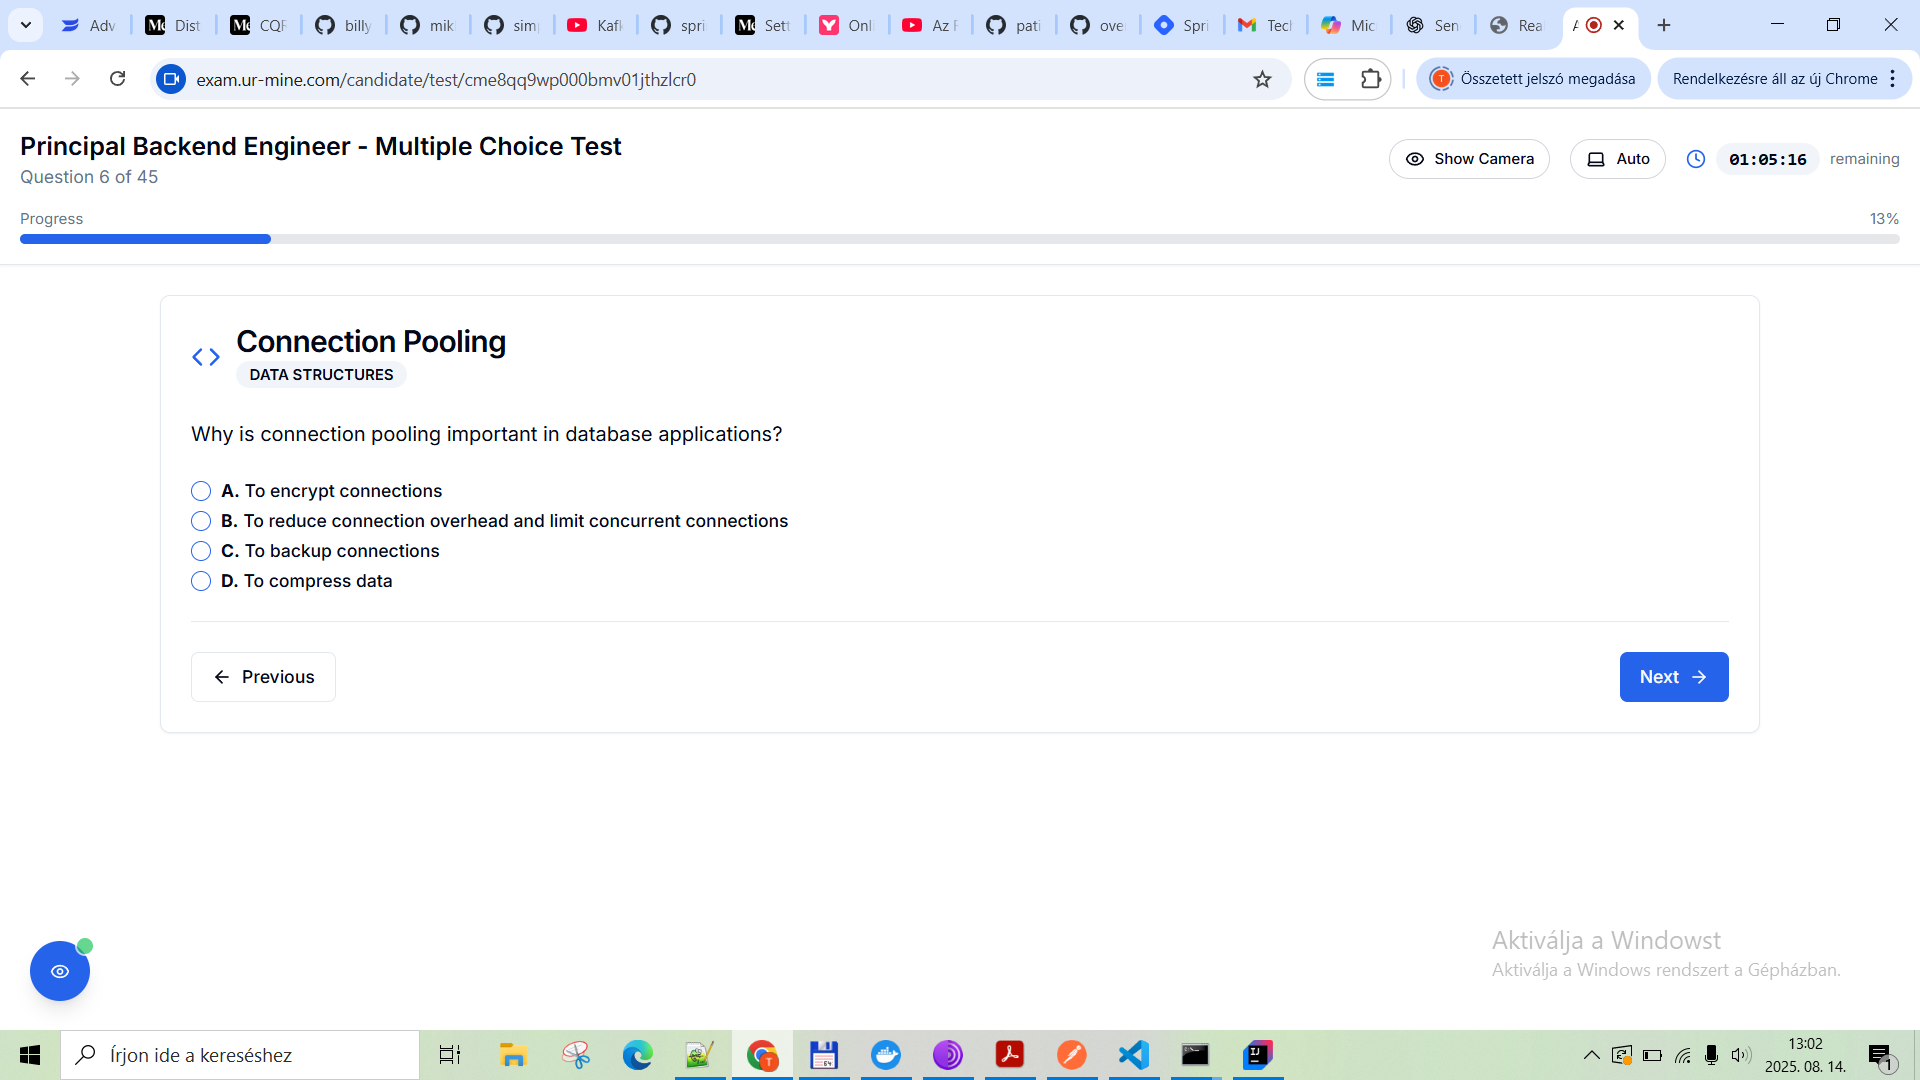 Adv
Dist
CQF
billy
mik
sim
Kafk
spri
Sett
Onli
Az F
pati
ove
Spri
Tech
Mic
Sen
Rea
exam.ur-mine.com/candidate/test/cme8qq9wp000bmv01jthzlcr0
Összetett jelszó megadása
Rendelkezésre áll az új Chrome
Principal Backend Engineer - Multiple Choice Test
Question 6 of 45
Show Camera
Auto
01:05:16 remaining
Progress
13%
Connection Pooling
DATA STRUCTURES
Why is connection pooling important in database applications?
A. To encrypt connections
B. To reduce connection overhead and limit concurrent connections
C. To backup connections
D. To compress data
Previous
Next
Aktiválja a Windowst
Aktiválja a Windows rendszert a Gépházban.
Írjon ide a kereséshez
13:02
2025. 08. 14.
1